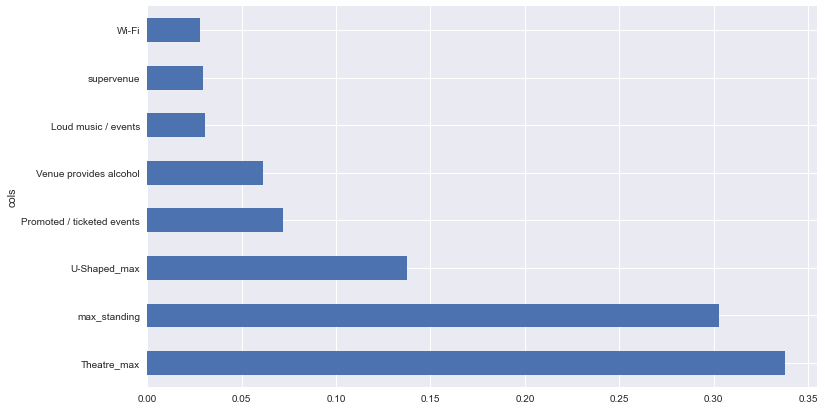 Wi-Fi
supervenue
Loud music / events
Venue provides alcohol
cols
Promoted / ticketed events
U-Shaped_max
max_standing
Theatre_max
0.00 0.05 0.10 0.15 0.20 0.25 0.30 0.35